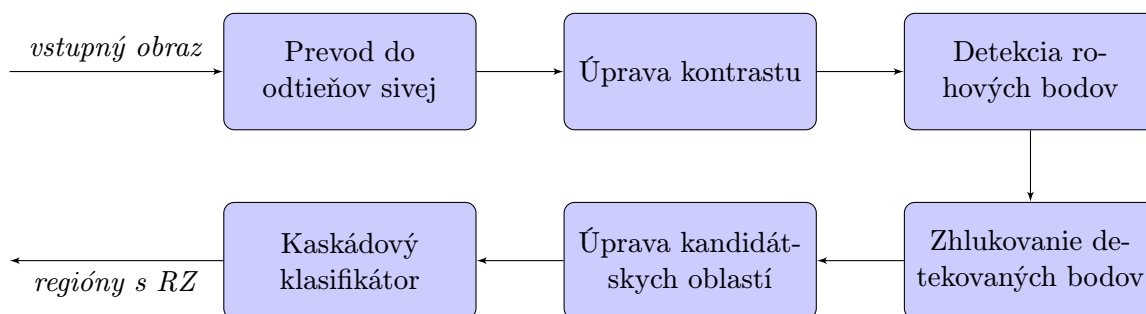 vstupný obraz
Prevod do
odtieňov sivej
Úprava kontrastu
Detekcia ro-
hových bodov
Zhlukovanie de-
tekovaných bodov
Úprava kandidát-
skych oblastí
Kaskádový
klasifikátor
regióny s RZ